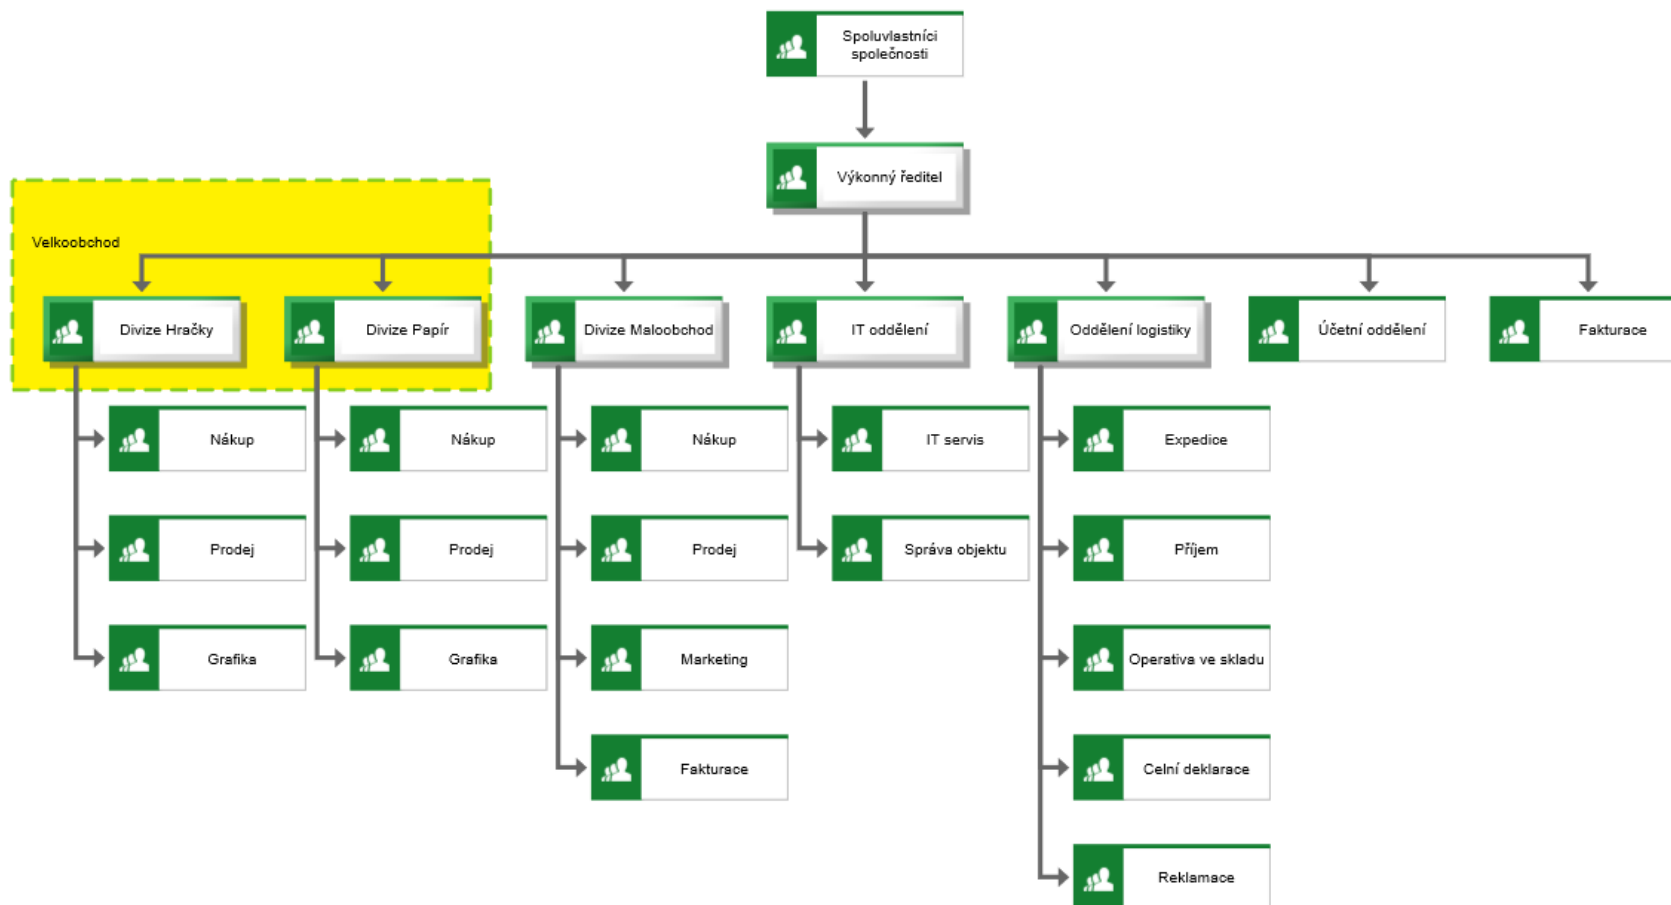 Spoluvlastníci
společnosti
Výkonný ředitel
Velkoobchod
Divize Hračky
Divize Papír
Divize Maloobchod
IT oddělení
Oddělení logistiky
Účetní oddělení
Fakturace
Nákup
Nákup
Nákup
IT servis
Expedice
Prodej
Prodej
Prodej
Správa objektu
Příjem
Grafika
Grafika
Marketing
Operativa ve skladu
Fakturace
Celní deklarace
Reklamace